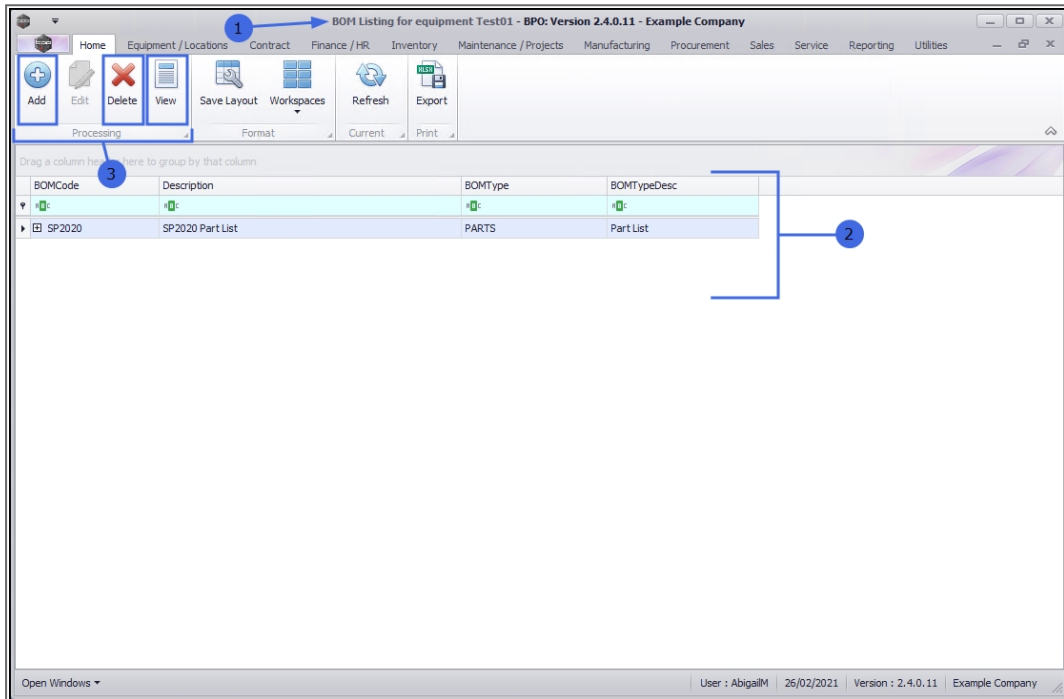 BOM Listing for equipment Test01 - BPO: Version 2.4.0.11 - Example Company
1
Home Equipment / Locations Contract Finance / HR Inventory Maintenance / Projects Manufacturing Procurement Sales Service Reporting Utilities
XLSX
Add Edit Delete View Save Layout Workspaces Refresh Export
Processing Format Current Print
3
Drag a column header here to group by that column
BOMCode Description BOMType BOMTypeDesc
SP2020 SP2020 Part List PARTS Part List
2
Open Windows User : AbigailM 26/02/2021 Version : 2.4.0.11 Example Company